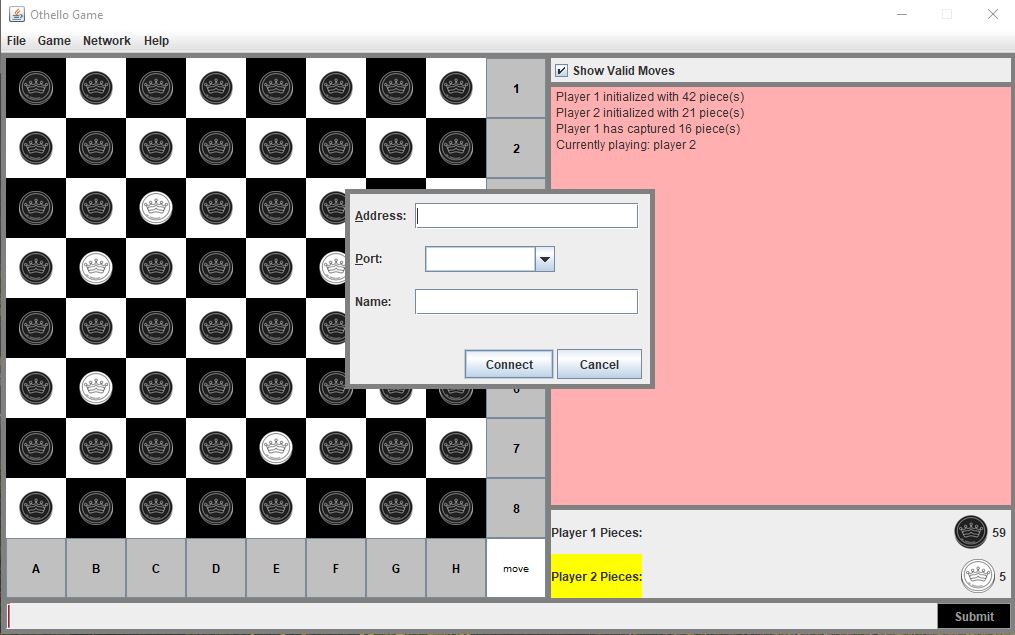 Othello Game
File Game Network Help
1
2
7
8
A B C D E F G H move
Address:
Port:
Name:
Connect Cancel
Show Valid Moves
Player 1 initialized with 42 piece(s)
Player 2 initialized with 21 piece(s)
Player 1 has captured 16 piece(s)
Currently playing: player 2
Player 1 Pieces: 59
Player 2 Pieces: 5
Submit